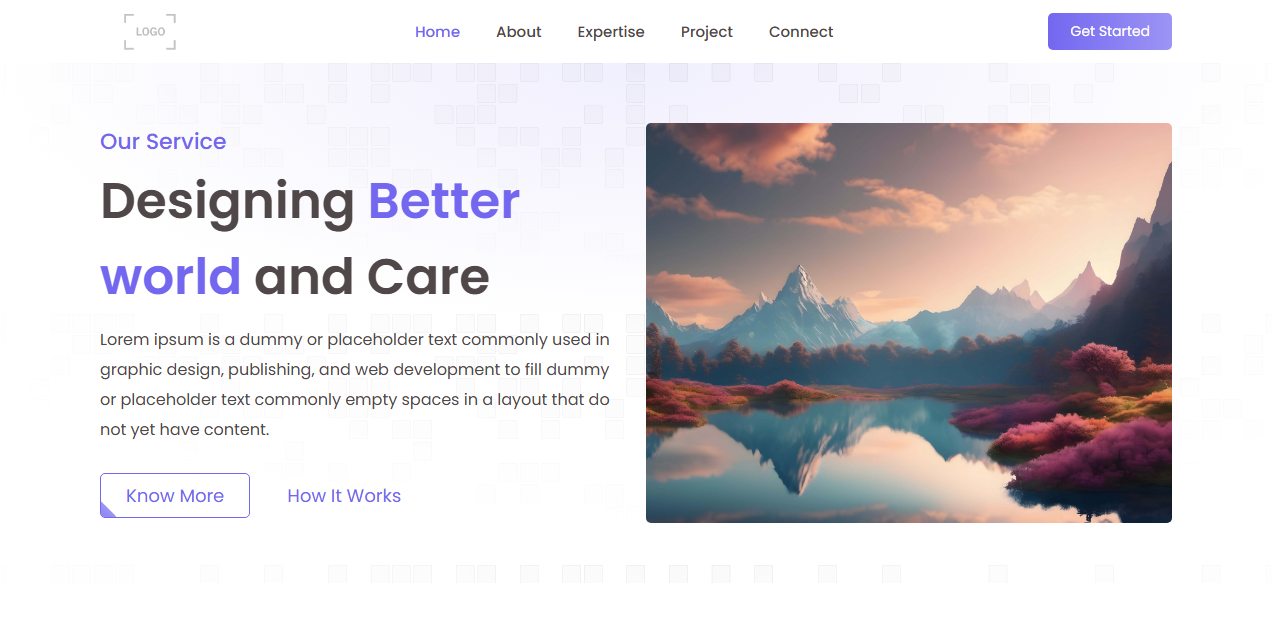 LOGO
Home About Expertise Project Connect
Get Started
Our Service
Designing Better
world and Care
Lorem ipsum is a dummy or placeholder text commonly used in
graphic design, publishing, and web development to fill dummy
or placeholder text commonly empty spaces in a layout that do
not yet have content.
Know More
How It Works